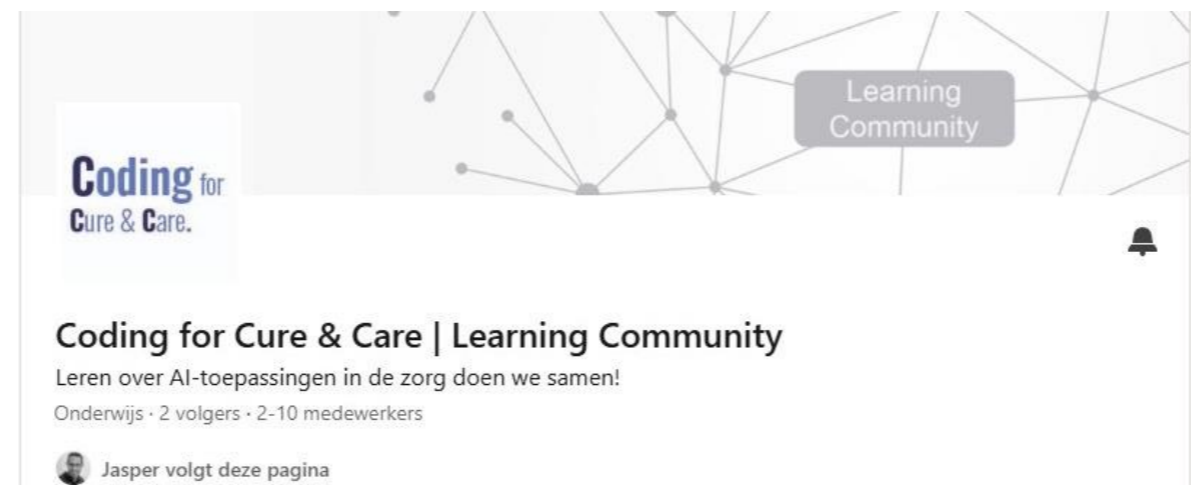 Learning
Community
Coding for
Cure & Care.
Coding for Cure & Care | Learning Community
Leren over AI-toepassingen in de zorg doen we samen!
Onderwijs · 2 volgers · 2-10 medewerkers
Jasper volgt deze pagina